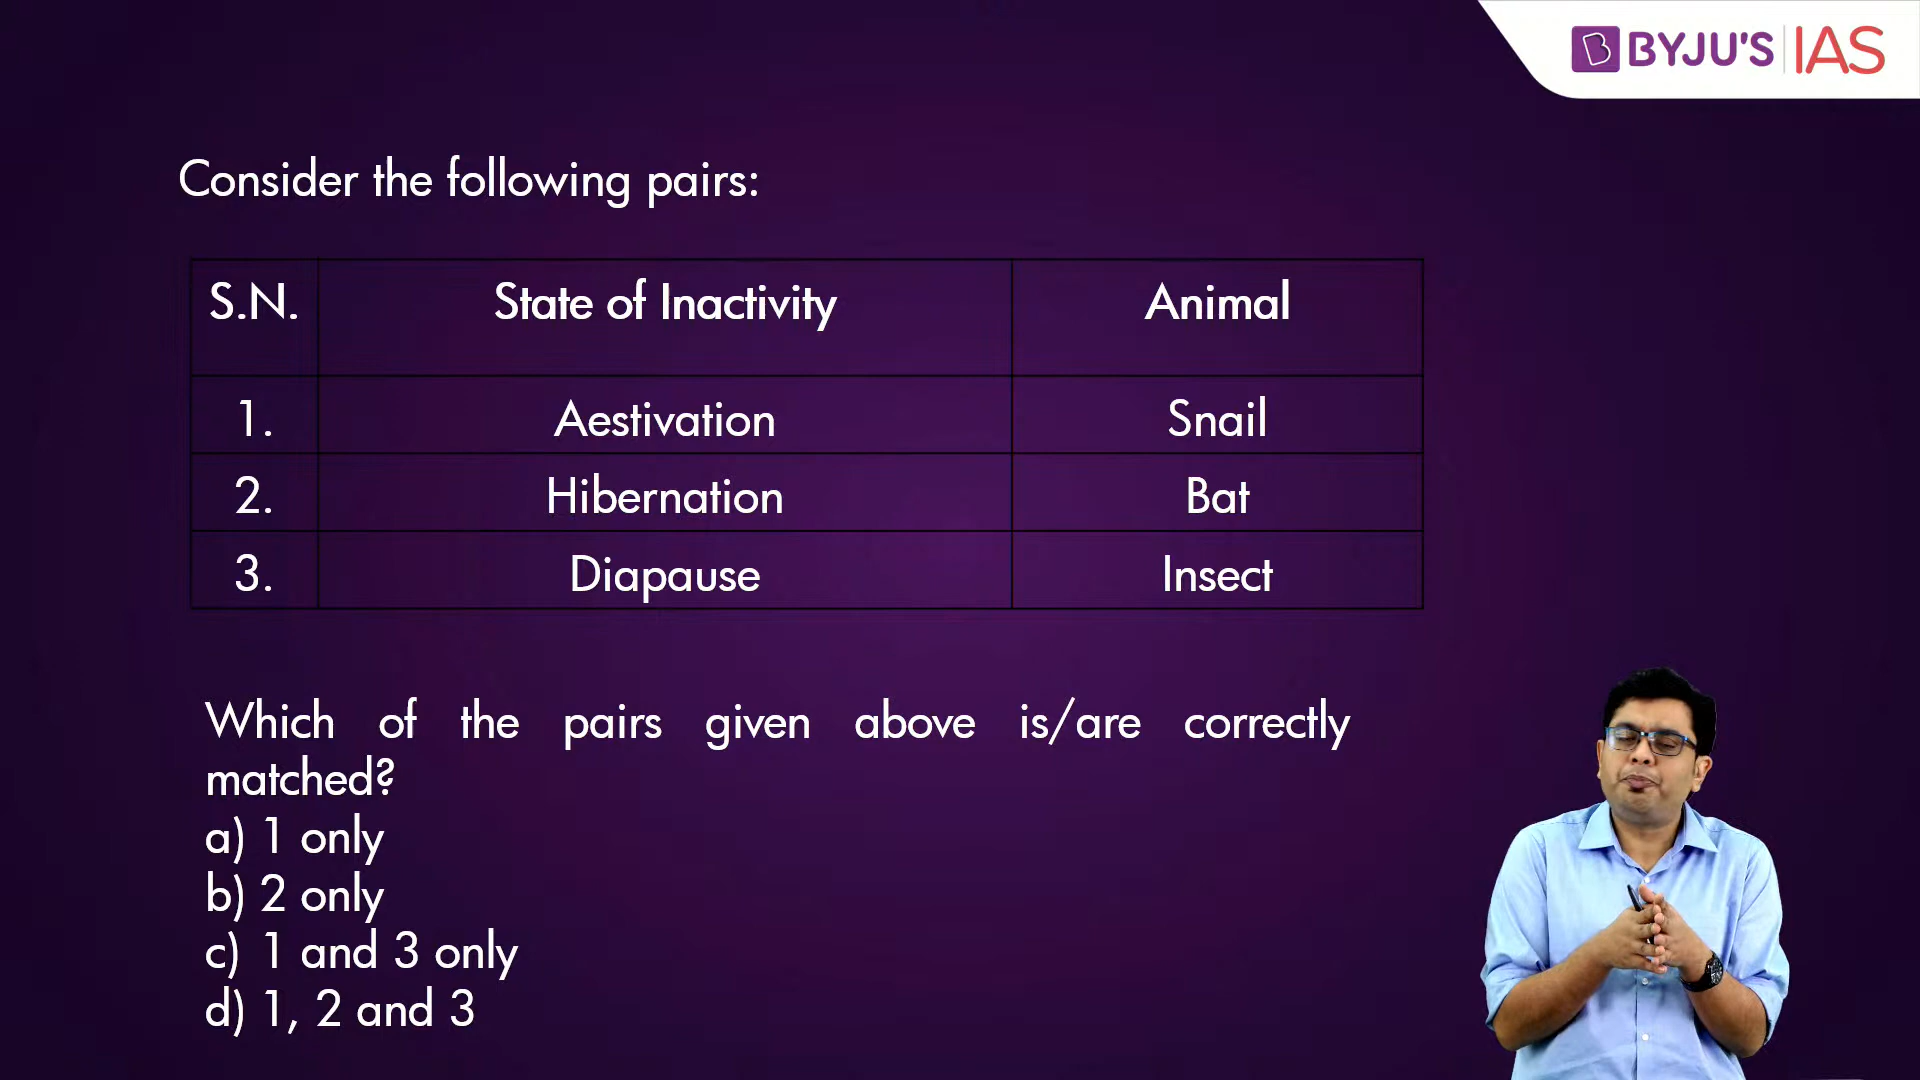 BYJU'S IAS
Consider the following pairs:
S.N. State of Inactivity Animal
1. Aestivation Snail
2. Hibernation Bat
3. Diapause Insect
Which of the pairs given above is/are correctly
matched?
a) 1 only
b) 2 only
c) 1 and 3 only
d) 1, 2 and 3